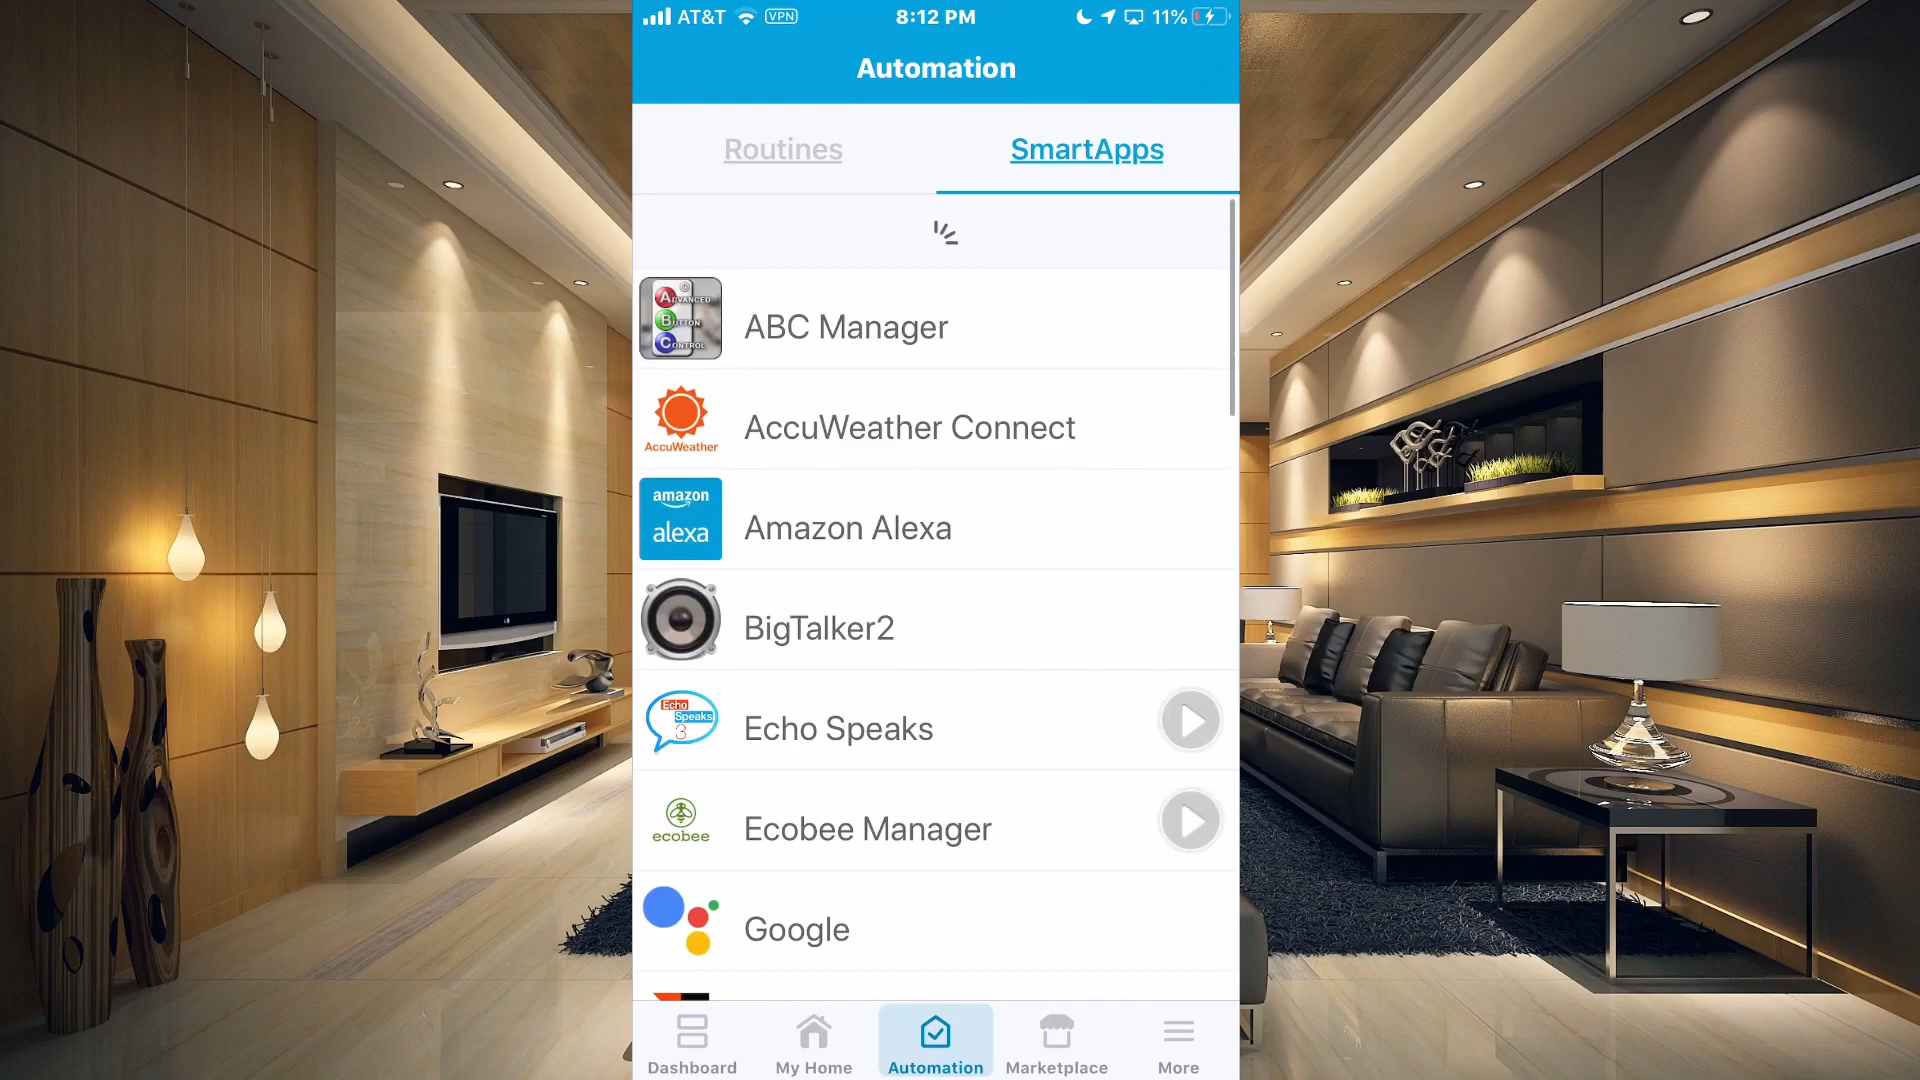 AT&T VPN 8:12 PM 11%
Automation
Routines SmartApps
ADVANCED
BUTTON
CONTROL
ABC Manager
AccuWeather
AccuWeather Connect
amazon
alexa
Amazon Alexa
BigTalker2
Echo
Speaks
3
Echo Speaks
ecobee
Ecobee Manager
Google
Dashboard My Home Automation Marketplace More